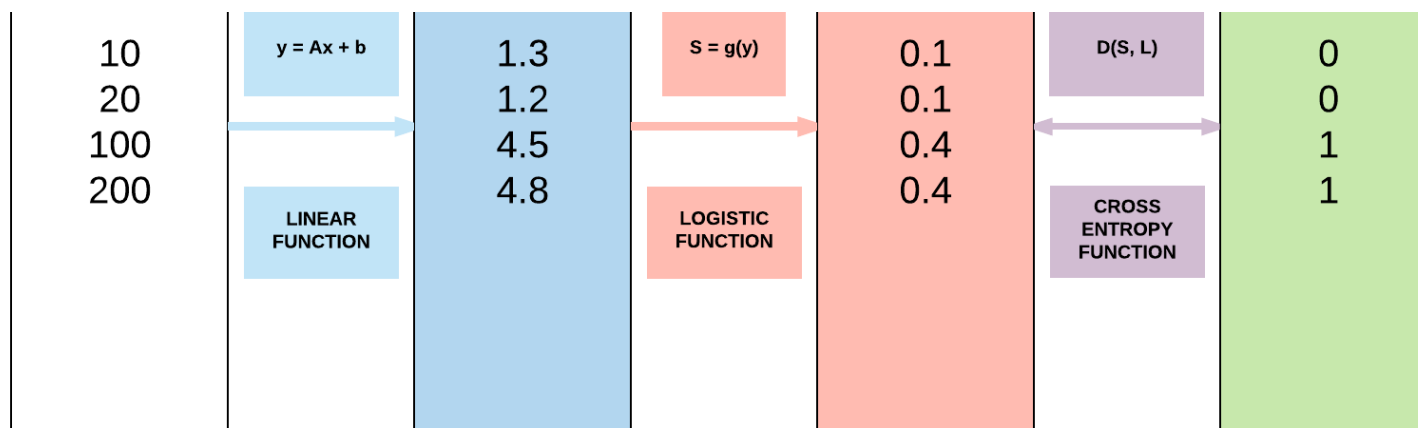 10
20
100
200
y = Ax + b
LINEAR
FUNCTION
1.3
1.2
4.5
4.8
S = g(y)
LOGISTIC
FUNCTION
0.1
0.1
0.4
0.4
D(S, L)
CROSS
ENTROPY
FUNCTION
0
0
1
1